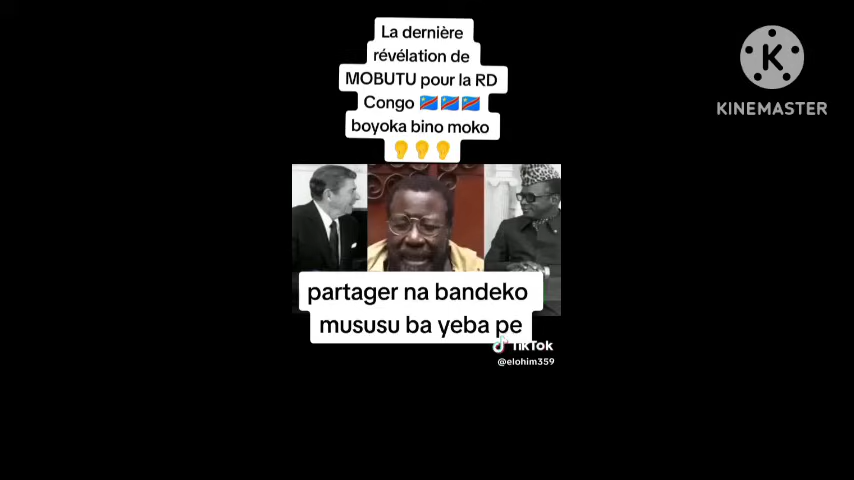 La dernière
révélation de
MOBUTU pour la RD
Congo 🇨🇩🇨🇩🇨🇩
boyoka bino moko
👂👂👂
KINEMASTER
partager na bandeko
mususu ba yeba pe
TikTok
@elohim359